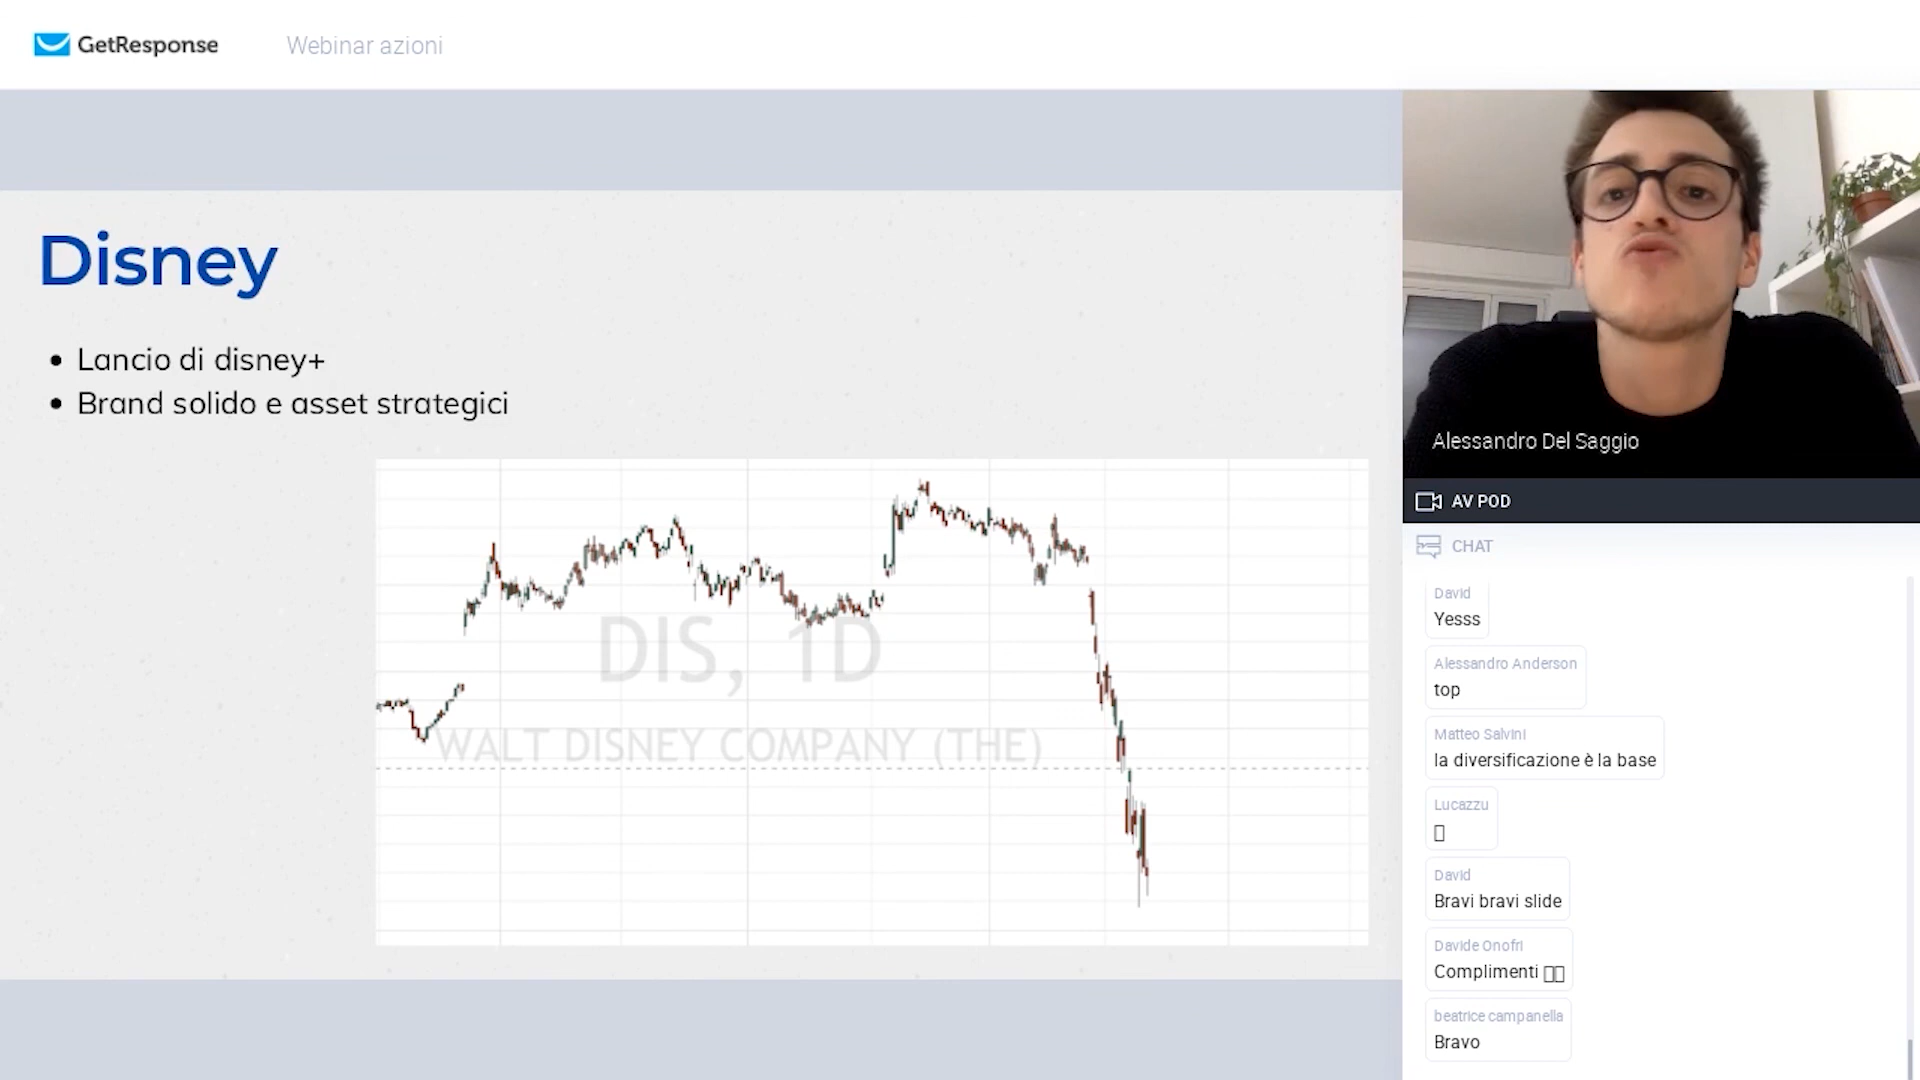 GetResponse
Webinar azioni
Disney
Lancio di disney+
Brand solido e asset strategici
DIS, 1D
WALT DISNEY COMPANY (THE)
Alessandro Del Saggio
AV POD
CHAT
David
Yesss
Alessandro Anderson
top
Matteo Salvini
la diversificazione è la base
Lucazzu
David
Bravi bravi slide
Davide Onofri
Complimenti
beatrice campanella
Bravo